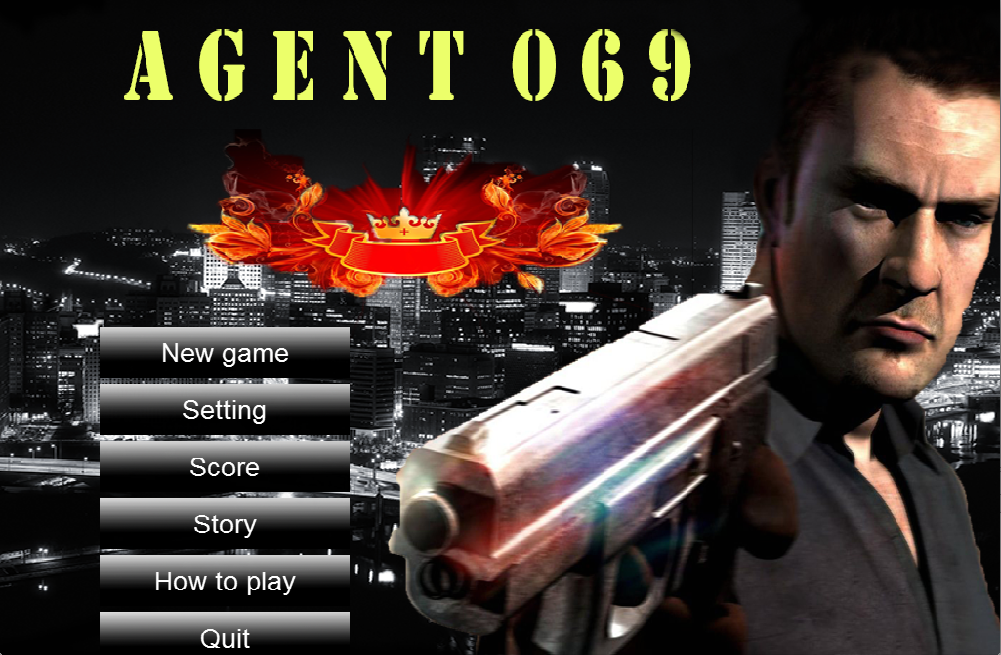 AGENT 069
New game
Setting
Score
Story
How to play
Quit